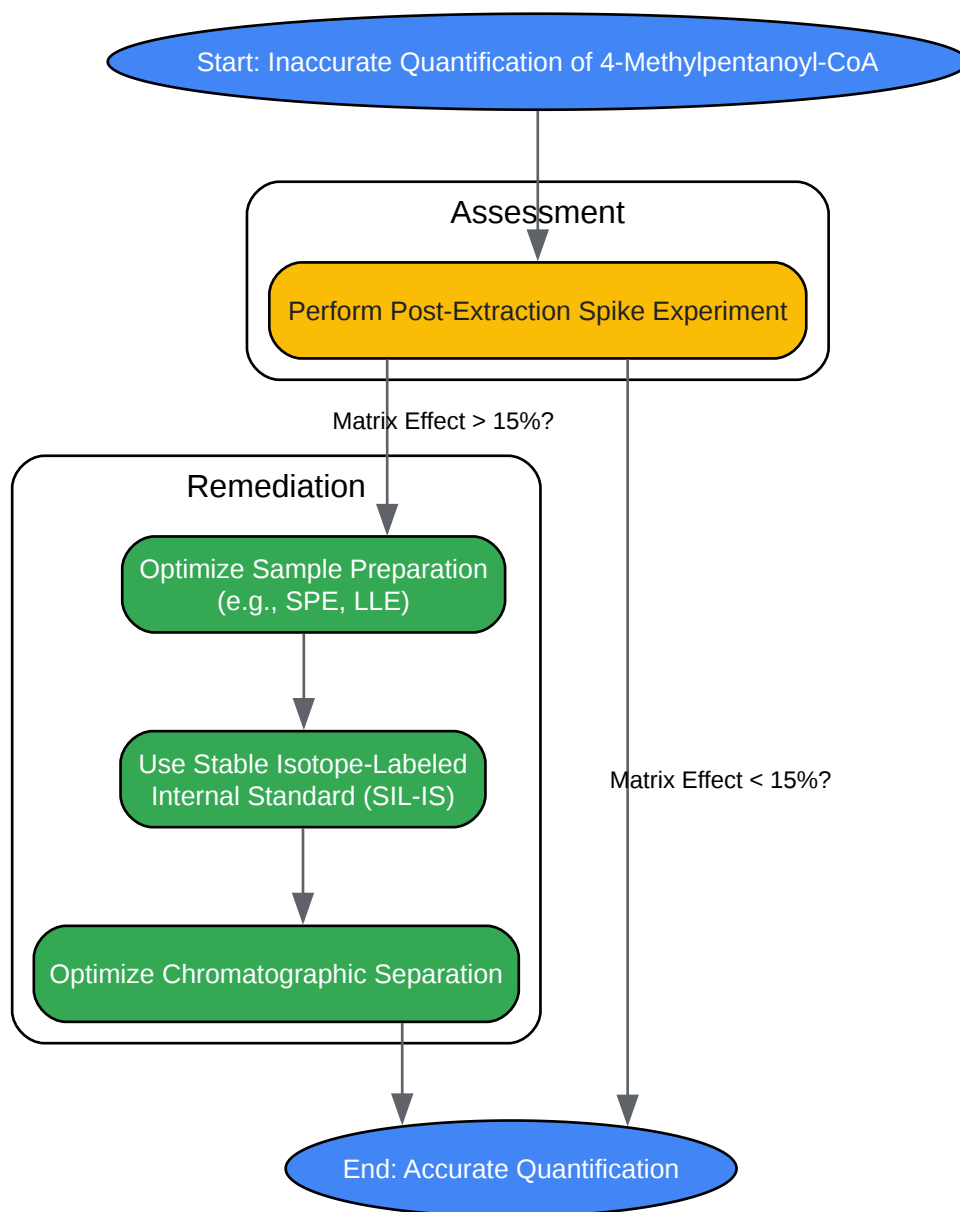 Start: Inaccurate Quantification of 4-Methylpentanoyl-CoA
Assessment
Perform Post-Extraction Spike Experiment
Matrix Effect > 15%?
Remediation
Optimize Sample Preparation
(e.g., SPE, LLE)
Use Stable Isotope-Labeled
Internal Standard (SIL-IS)
Matrix Effect < 15%?
Optimize Chromatographic Separation
End: Accurate Quantification